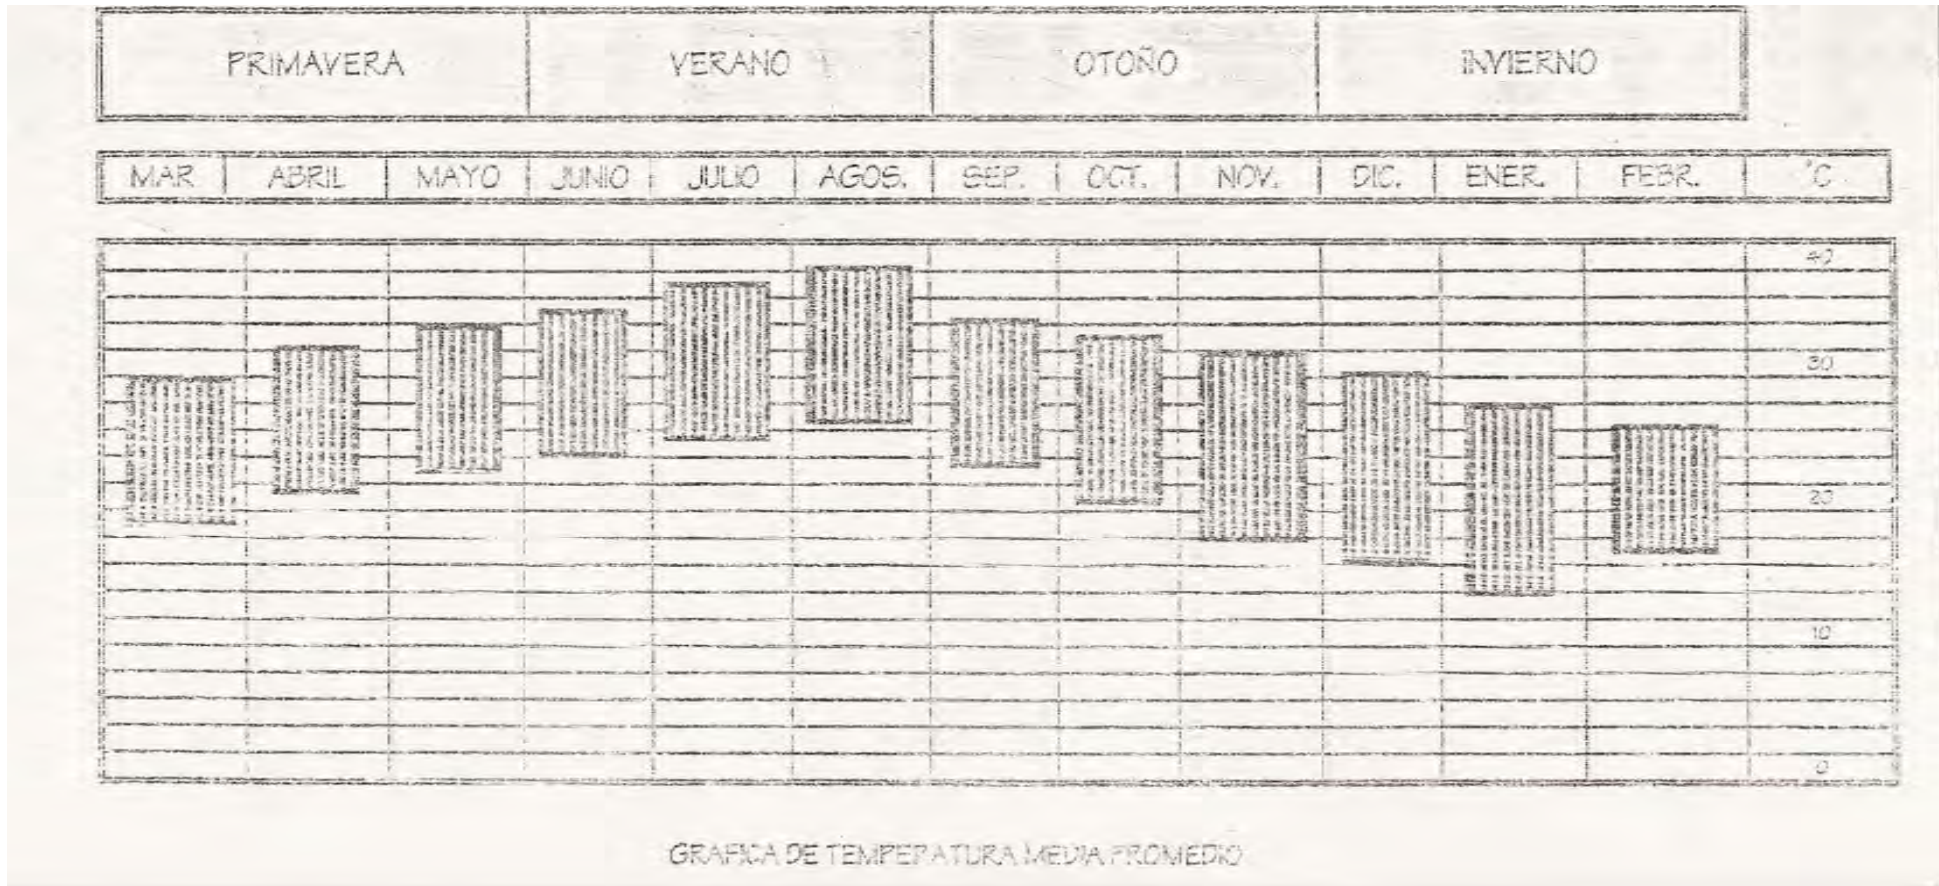 PRIMAVERA VERANO OTOÑO INVIERNO
MAR ABRIL MAYO JUNIO JULIO AGOS. SEP. OCT. NOV. DIC. ENER. FEBR. °C
40
30
20
10
0
GRAFICA DE TEMPERATURA MEDIA PROMEDIO